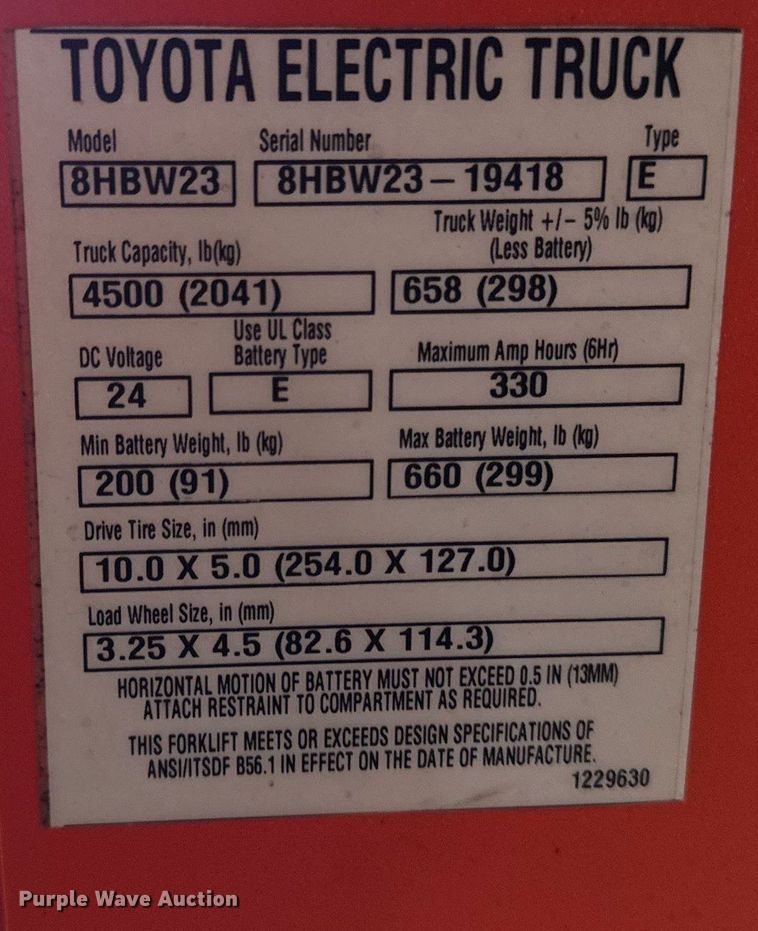 TOYOTA ELECTRIC TRUCK
Model Serial Number Type
8HBW23 8HBW23-19418 E
Truck Weight +/- 5% lb (kg)
Truck Capacity, lb(kg) (Less Battery)
4500 (2041) 658 (298)
Use UL Class
DC Voltage Battery Type Maximum Amp Hours (6Hr)
24 E 330
Min Battery Weight, lb (kg) Max Battery Weight, lb (kg)
200 (91) 660 (299)
Drive Tire Size, in (mm)
10.0 X 5.0 (254.0 X 127.0)
Load Wheel Size, in (mm)
3.25 X 4.5 (82.6 X 114.3)
HORIZONTAL MOTION OF BATTERY MUST NOT EXCEED 0.5 IN (13MM)
ATTACH RESTRAINT TO COMPARTMENT AS REQUIRED.
THIS FORKLIFT MEETS OR EXCEEDS DESIGN SPECIFICATIONS OF
ANSI/ITSDF B56.1 IN EFFECT ON THE DATE OF MANUFACTURE.
1229630
Purple Wave Auction